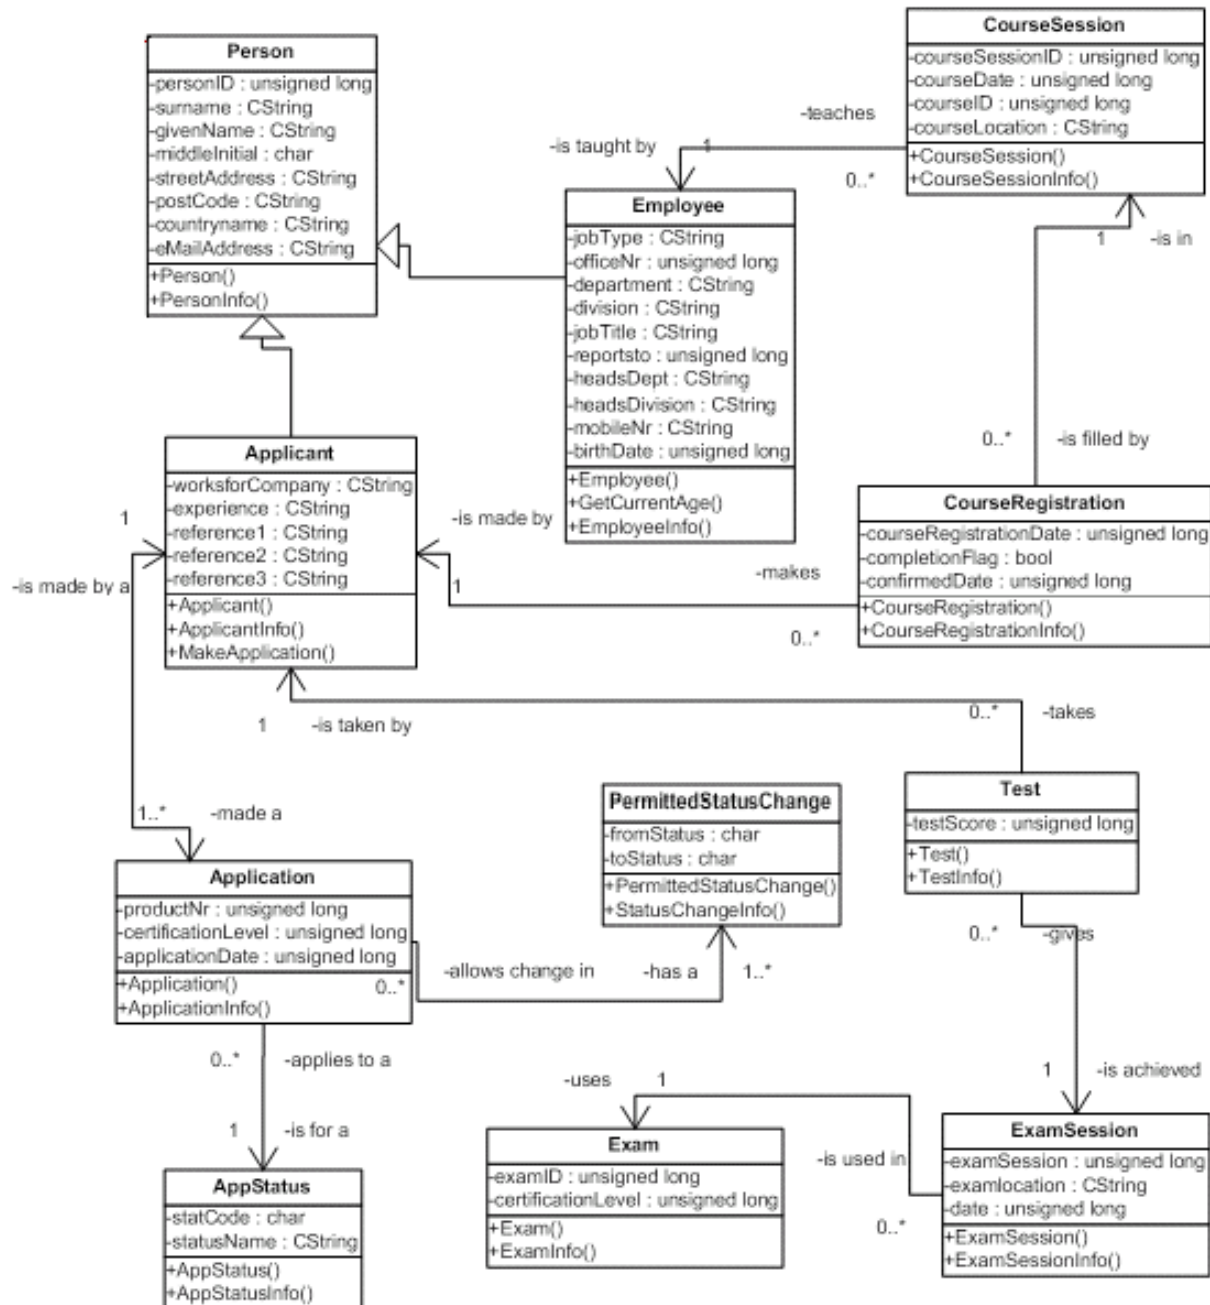 Person
-personID : unsigned long
-surname : CString
-givenName : CString
-middleInitial : char
-streetAddress : CString
-postCode : CString
-countryname : CString
-eMailAddress : CString
+Person()
+PersonInfo()
CourseSession
-courseSessionID : unsigned long
-courseDate : unsigned long
-courseID : unsigned long
-courseLocation : CString
+CourseSession()
+CourseSessionInfo()
-teaches
-is taught by
1
0..*
Employee
-jobType : CString
-officeNr : unsigned long
-department : CString
-division : CString
-jobTitle : CString
-reportsto : unsigned long
-headsDept : CString
-headsDivision : CString
-mobileNr : CString
-birthDate : unsigned long
+Employee()
+GetCurrentAge()
+EmployeeInfo()
1
-is in
0..*
-is filled by
Applicant
-worksforCompany : CString
-experience : CString
-reference1 : CString
-reference2 : CString
-reference3 : CString
+Applicant()
+ApplicantInfo()
+MakeApplication()
CourseRegistration
-courseRegistrationDate : unsigned long
-completionFlag : bool
-confirmedDate : unsigned long
+CourseRegistration()
+CourseRegistrationInfo()
1
-is made by a
-is made by
1
-makes
0..*
1
-is taken by
0..*
-takes
1..*
-made a
Application
-productNr : unsigned long
-certificationLevel : unsigned long
-applicationDate : unsigned long
+Application()
+ApplicationInfo()
0..*
PermittedStatusChange
-fromStatus : char
-toStatus : char
+PermittedStatusChange()
+StatusChangeInfo()
-allows change in
-has a
1..*
Test
-testScore : unsigned long
+Test()
+TestInfo()
0..*
-gives
0..*
-applies to a
1
-is for a
AppStatus
-statCode : char
-statusName : CString
+AppStatus()
+AppStatusInfo()
-uses
1
Exam
-examID : unsigned long
-certificationLevel : unsigned long
+Exam()
+ExamInfo()
-is used in
0..*
1
-is achieved
ExamSession
-examSession : unsigned long
-examlocation : CString
-date : unsigned long
+ExamSession()
+ExamSessionInfo()